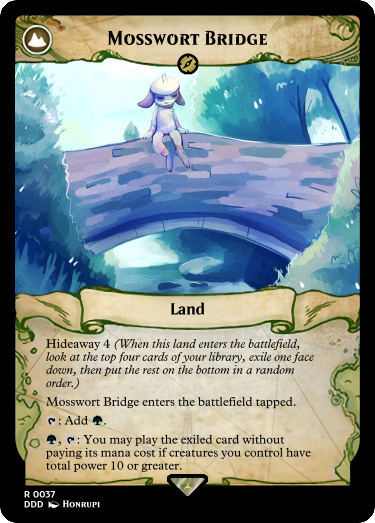 Mosswort Bridge
Land
Hideaway 4 (When this land enters the battlefield,
look at the top four cards of your library, exile one face
down, then put the rest on the bottom in a random
order.)
Mosswort Bridge enters the battlefield tapped.
: Add .
, : You may play the exiled card without
paying its mana cost if creatures you control have
total power 10 or greater.
R 0037
DDD Honrupi